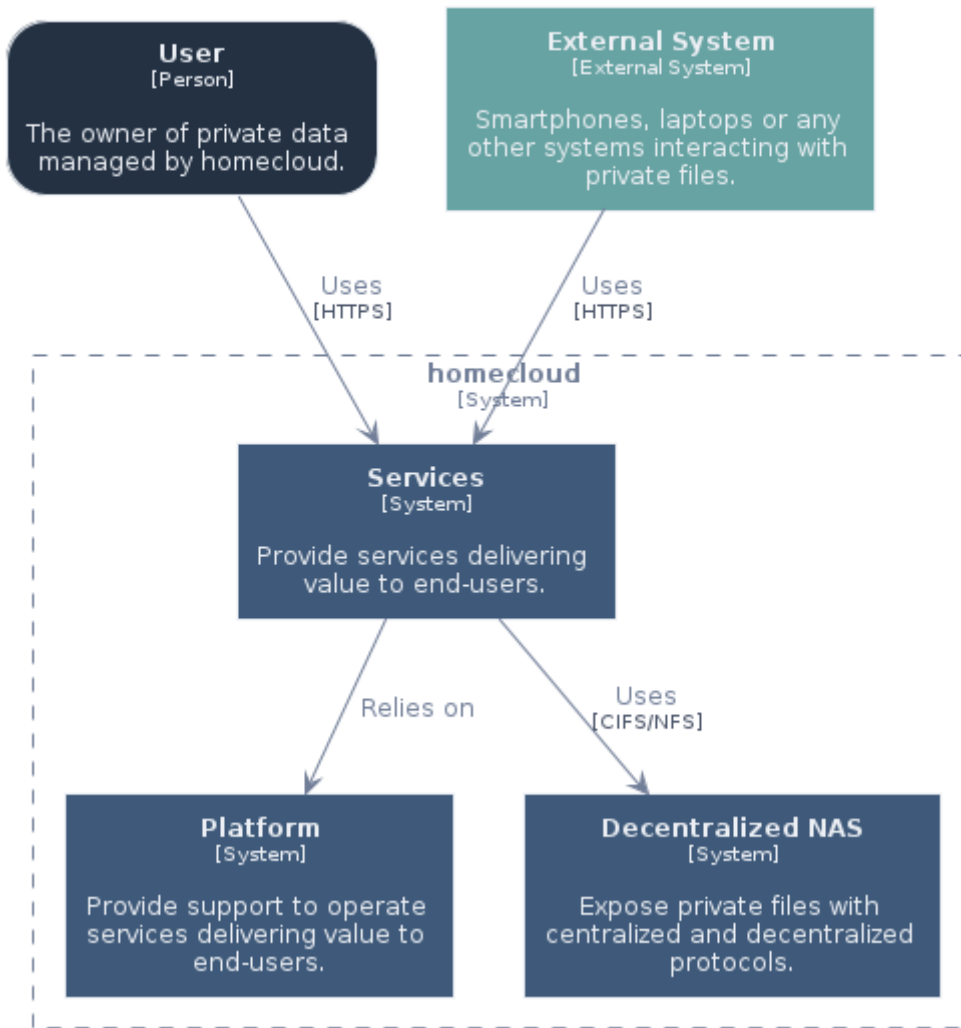 User
[Person]
The owner of private data
managed by homecloud.
External System
[External System]
Smartphones, laptops or any
other systems interacting with
private files.
Uses
[HTTPS]
Uses
[HTTPS]
homecloud
[System]
Services
[System]
Provide services delivering
value to end-users.
Relies on
Uses
[CIFS/NFS]
Platform
[System]
Provide support to operate
services delivering value to
end-users.
Decentralized NAS
[System]
Expose private files with
centralized and decentralized
protocols.